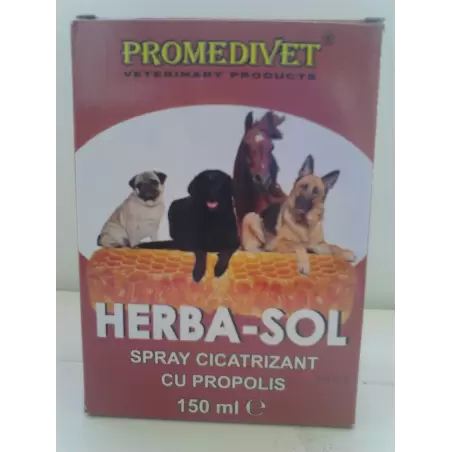 PROMEDIVET®
VETERINARY PRODUCTS
HERBA-SOL
SPRAY CICATRIZANT
CU PROPOLIS
150 ml ℮